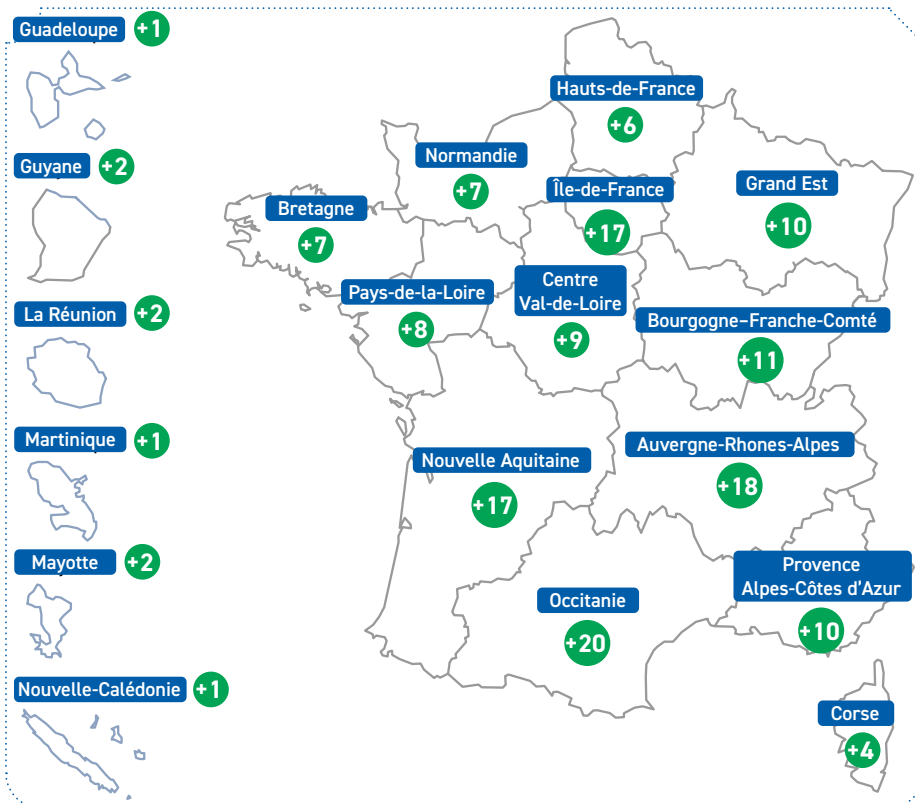 Guadeloupe +1
Guyane +2
La Réunion +2
Martinique +1
Mayotte +2
Nouvelle-Calédonie +1
Hauts-de-France
+6
Normandie
+7
Île-de-France
+17
Grand Est
+10
Bretagne
+7
Pays-de-la-Loire
+8
Centre
Val-de-Loire
+9
Bourgogne–Franche-Comté
+11
Nouvelle Aquitaine
+17
Auvergne-Rhones-Alpes
+18
Occitanie
+20
Provence
Alpes-Côtes d'Azur
+10
Corse
+4